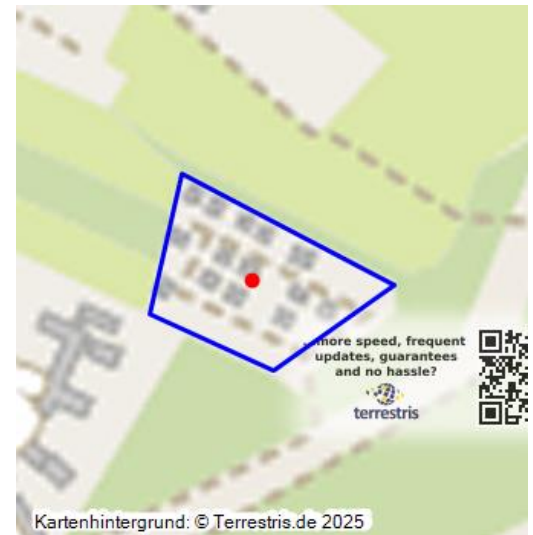 ...more speed, frequent
updates, guarantees
and no hassle?
terrestris
Kartenhintergrund: © Terrestris.de 2025